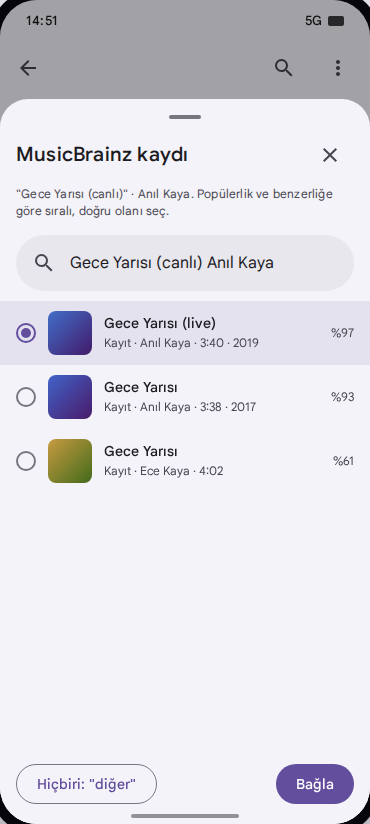 14:51
5G
MusicBrainz kaydı
"Gece Yarısı (canlı)" · Anıl Kaya. Popülerlik ve benzerliğe
göre sıralı, doğru olanı seç.
Gece Yarısı (canlı) Anıl Kaya
Gece Yarısı (live)
Kayıt · Anıl Kaya · 3:40 · 2019
%97
Gece Yarısı
Kayıt · Anıl Kaya · 3:38 · 2017
%93
Gece Yarısı
Kayıt · Ece Kaya · 4:02
%61
Hiçbiri: "diğer"
Bağla